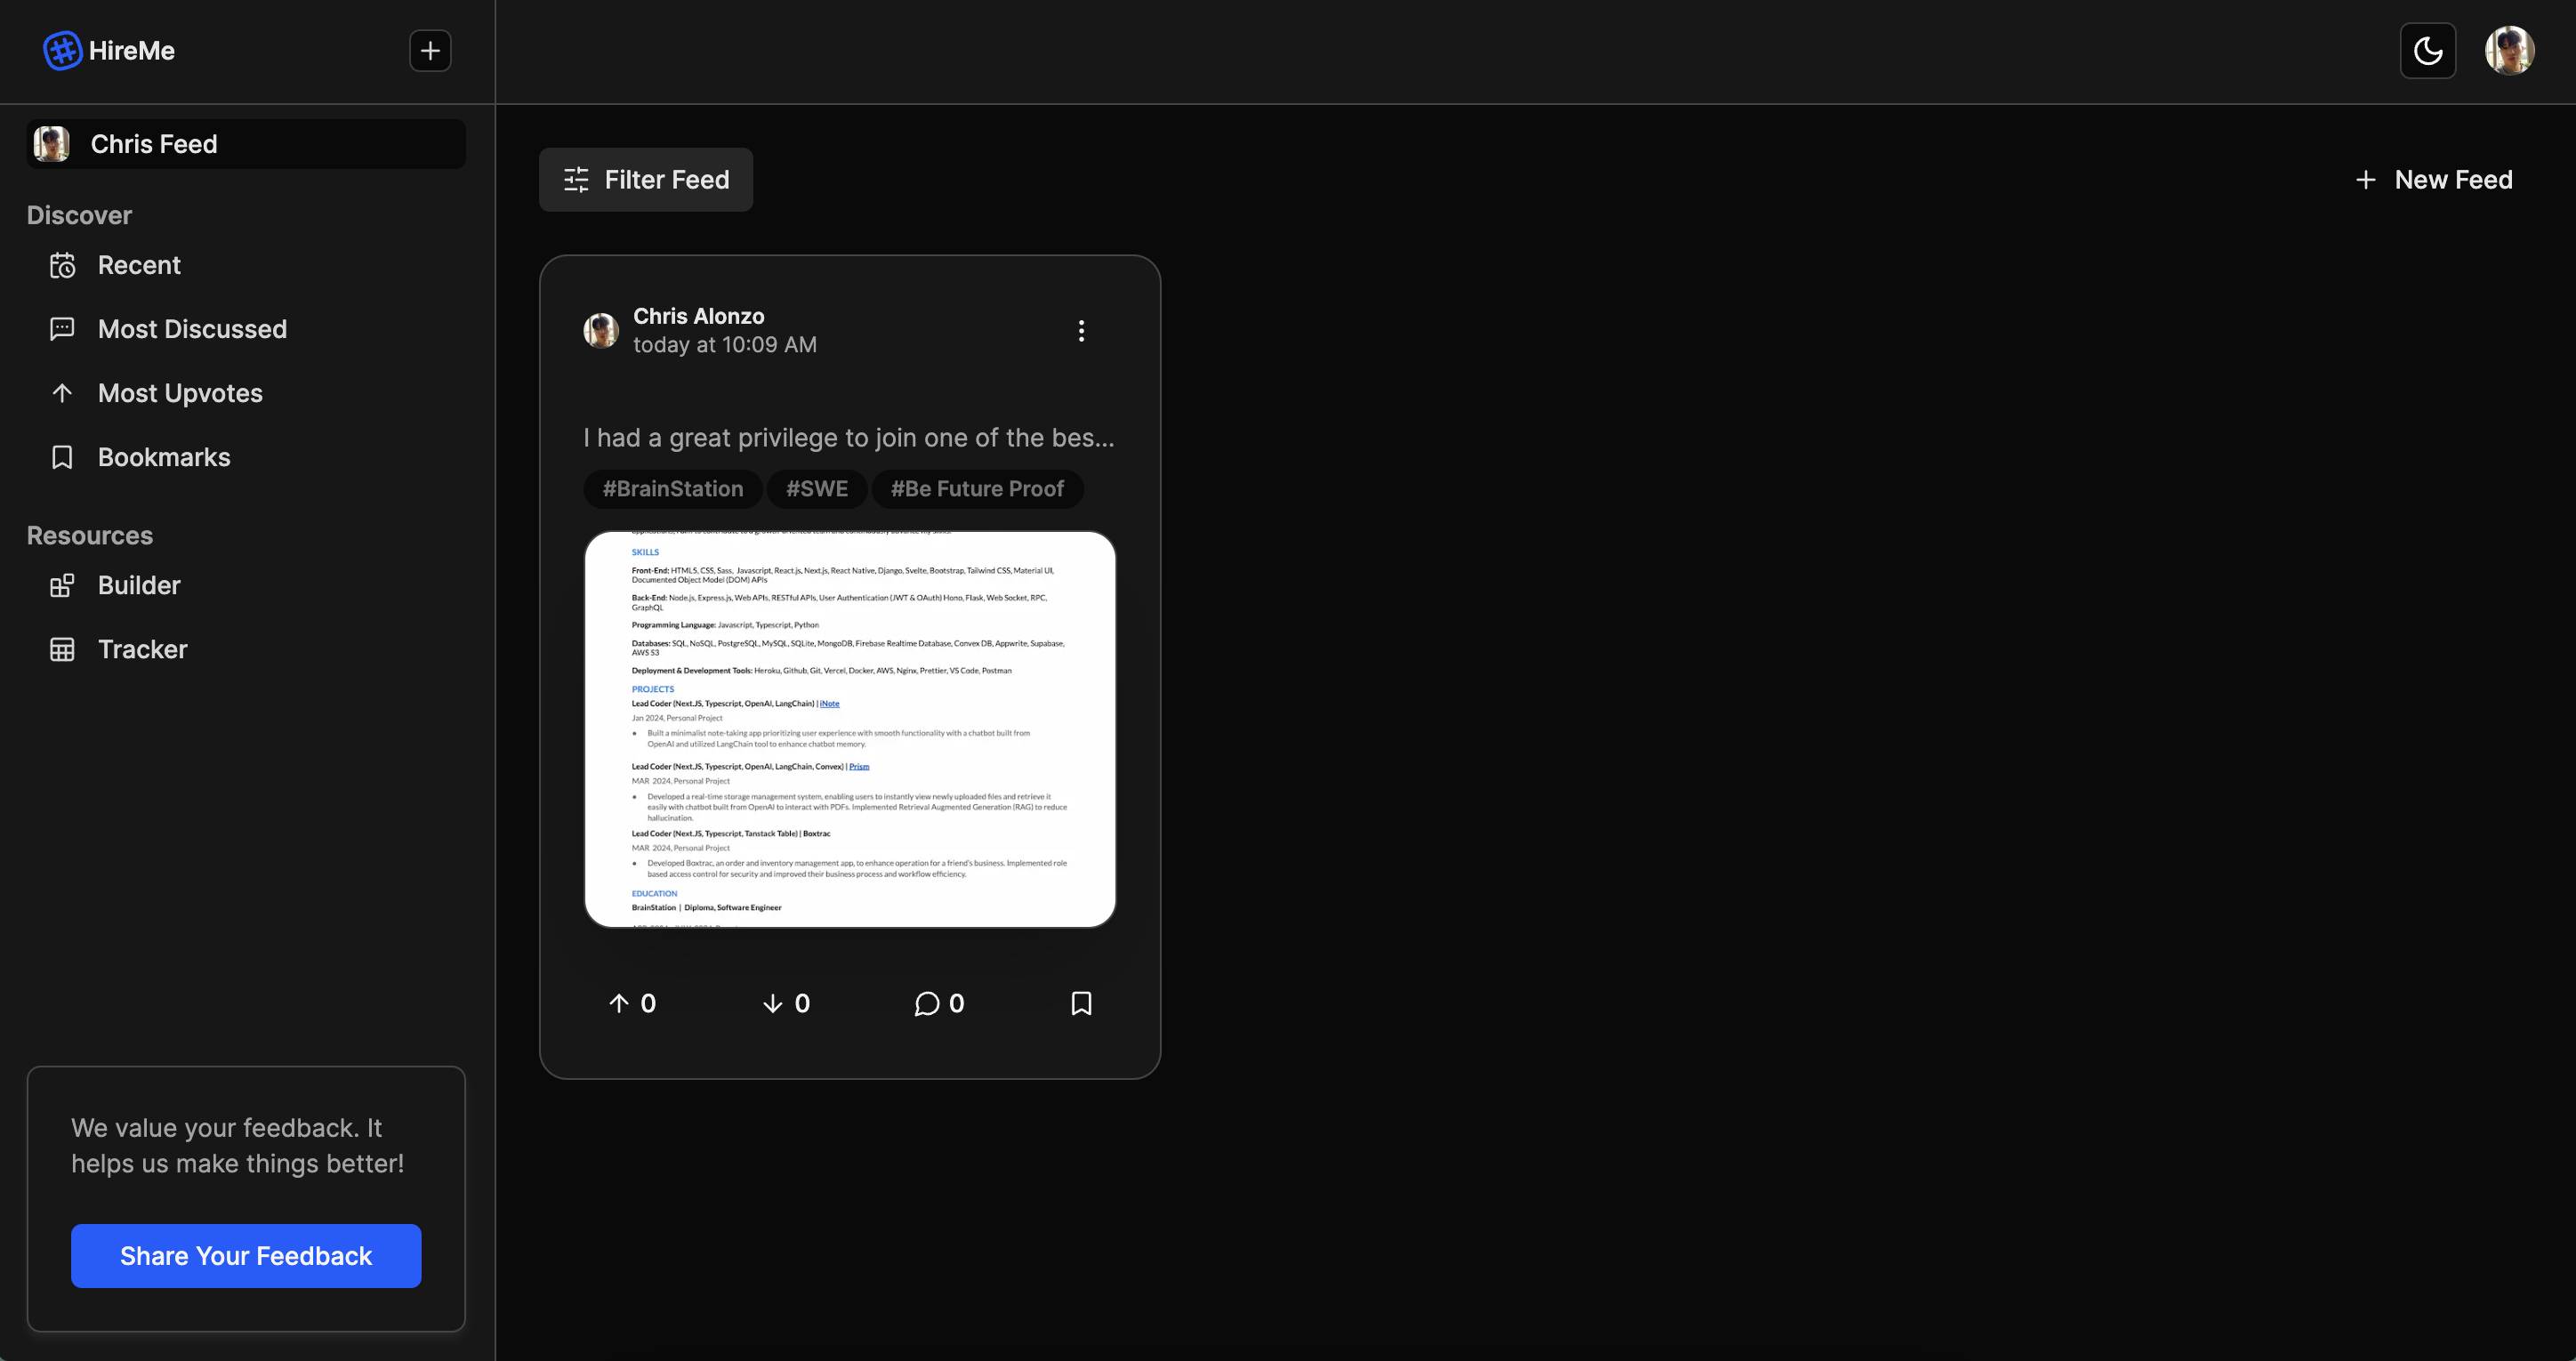 HireMe
Chris Feed
Discover
Recent
Most Discussed
Most Upvotes
Bookmarks
Resources
Builder
Tracker
We value your feedback. It
helps us make things better!
Share Your Feedback
Filter Feed
New Feed
Chris Alonzo
today at 10:09 AM
I had a great privilege to join one of the bes...
#BrainStation #SWE #Be Future Proof
SKILLS
Front-End: HTML5, CSS, Sass, Javascript, React.js, Next.js, React Native, Django, Svelte, Bootstrap, Tailwind CSS, Material UI,
Documented Object Model (DOM) APIs
Back-End: Node.js, Express.js, Web APIs, RESTful APIs, User Authentication (JWT & OAuth) Hono, Flask, Web Socket, RPC,
GraphQL
Programming Language: Javascript, Typescript, Python
Databases: SQL, NoSQL, PostgreSQL, MySQL, SQLite, MongoDB, Firebase Realtime Database, Convex DB, Appwrite, Supabase,
AWS S3
Deployment & Development Tools: Heroku, Github, Git, Vercel, Docker, AWS, Nginx, Prettier, VS Code, Postman
PROJECTS
Lead Coder (Next.JS, Typescript, OpenAI, LangChain) | iNote
Jan 2024, Personal Project
Built a minimalist note-taking app prioritizing user experience with smooth functionality with a chatbot built from
OpenAI and utilized LangChain tool to enhance chatbot memory.
Lead Coder (Next.JS, Typescript, OpenAI, LangChain, Convex) | Prism
MAR 2024, Personal Project
Developed a real-time storage management system, enabling users to instantly view newly uploaded files and retrieve it
easily with chatbot built from OpenAI to interact with PDFs. Implemented Retrieval Augmented Generation (RAG) to reduce
hallucination.
Lead Coder (Next.JS, Typescript, Tanstack Table) | Boxtrac
MAR 2024, Personal Project
Developed Boxtrac, an order and inventory management app, to enhance operation for a friend's business. Implemented role
based access control for security and improved their business process and workflow efficiency.
EDUCATION
BrainStation | Diploma, Software Engineer
0 0 0